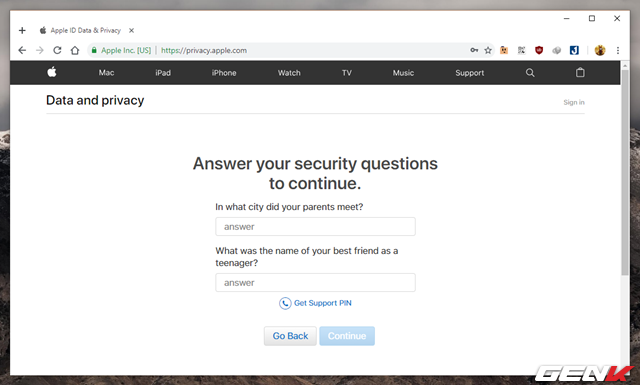 Apple ID Data & Privacy
Apple Inc. [US] | https://privacy.apple.com
Mac iPad iPhone Watch TV Music Support
Data and privacy
Sign in
Answer your security questions
to continue.
In what city did your parents meet?
answer
What was the name of your best friend as a
teenager?
answer
Get Support PIN
Go Back Continue
GENK